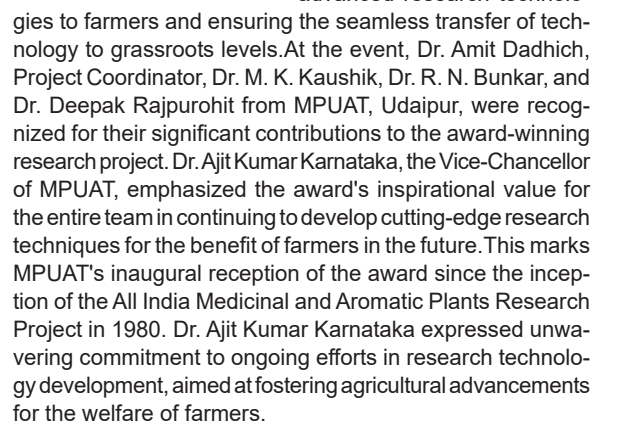 gies to farmers and ensuring the seamless transfer of tech-
nology to grassroots levels.At the event, Dr. Amit Dadhich,
Project Coordinator, Dr. M. K. Kaushik, Dr. R. N. Bunkar, and
Dr. Deepak Rajpurohit from MPUAT, Udaipur, were recog-
nized for their significant contributions to the award-winning
research project. Dr. Ajit Kumar Karnataka, the Vice-Chancellor
of MPUAT, emphasized the award's inspirational value for
the entire team in continuing to develop cutting-edge research
techniques for the benefit of farmers in the future.This marks
MPUAT's inaugural reception of the award since the incep-
tion of the All India Medicinal and Aromatic Plants Research
Project in 1980. Dr. Ajit Kumar Karnataka expressed unwa-
vering commitment to ongoing efforts in research technolo-
gy development, aimed at fostering agricultural advancements
for the welfare of farmers.